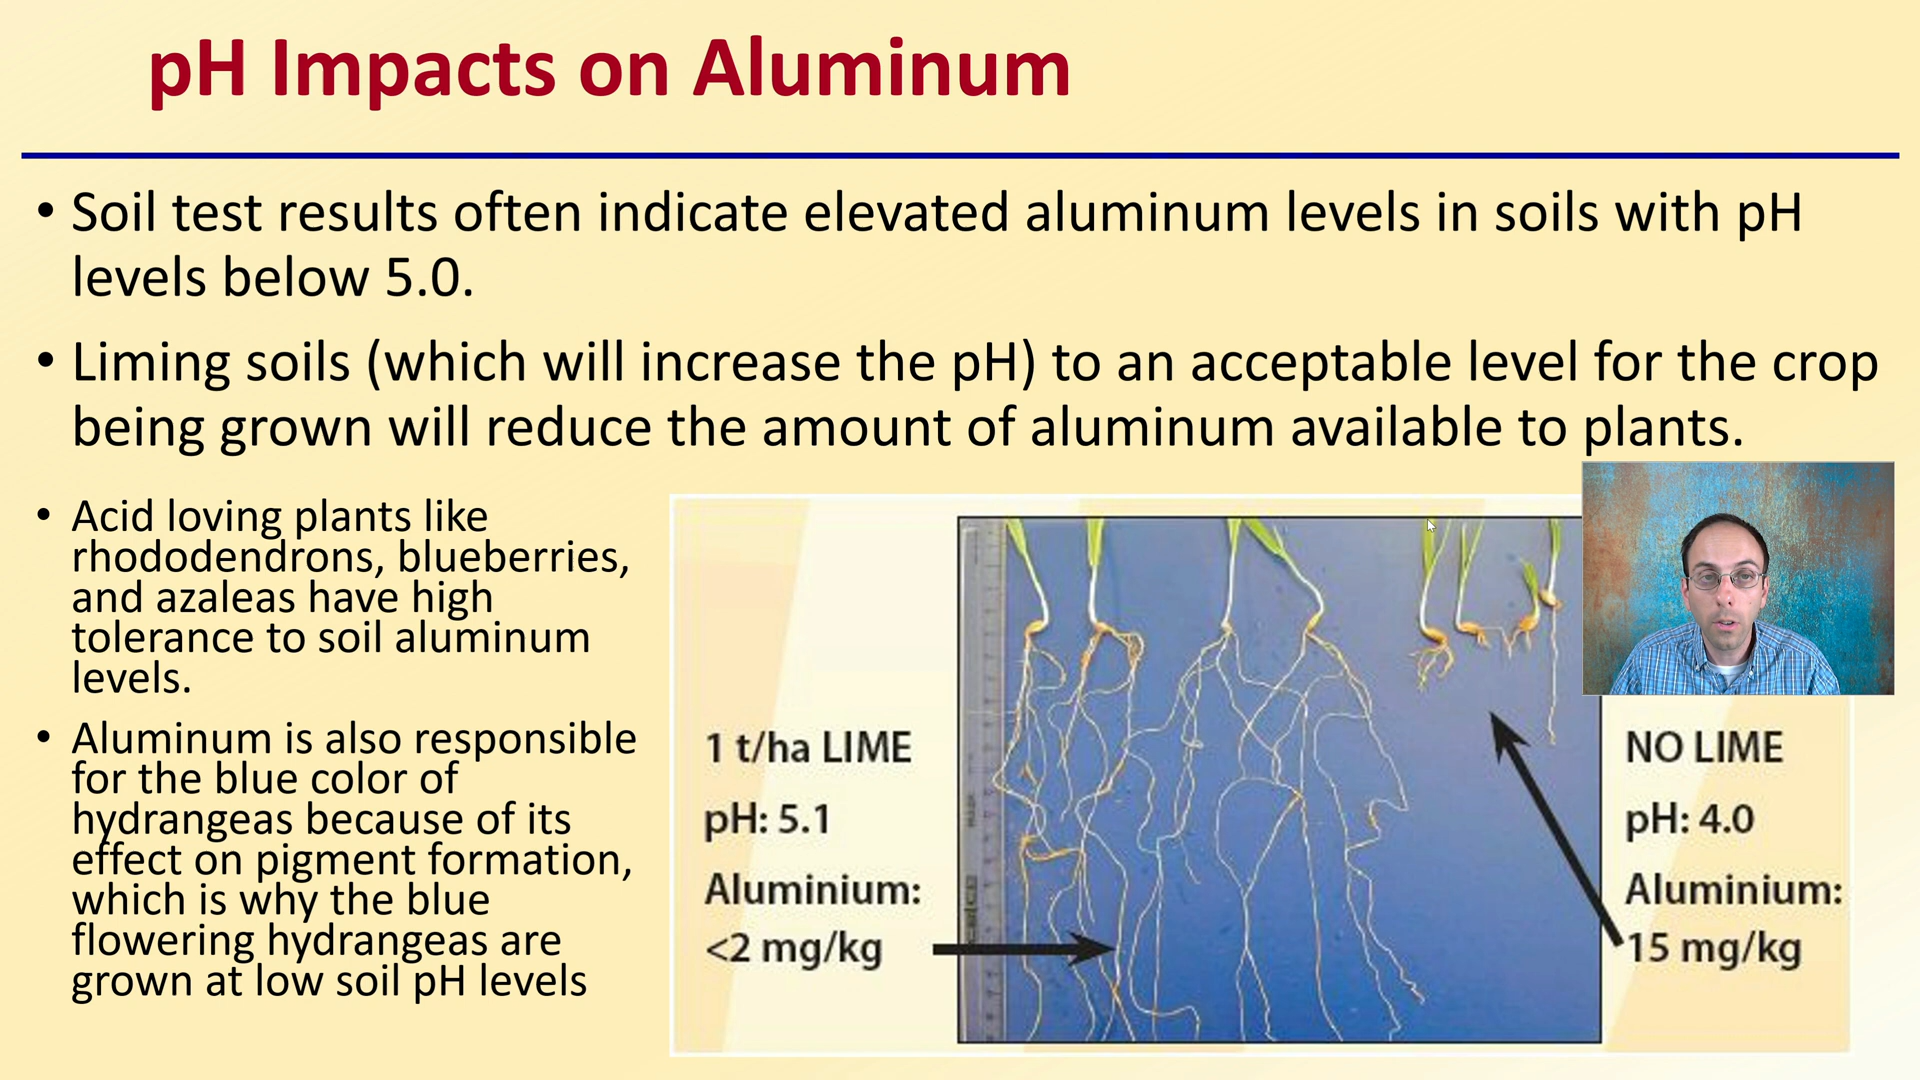 pH Impacts on Aluminum
• Soil test results often indicate elevated aluminum levels in soils with pH
levels below 5.0.
• Liming soils (which will increase the pH) to an acceptable level for the crop
being grown will reduce the amount of aluminum available to plants.
• Acid loving plants like
rhododendrons, blueberries,
and azaleas have high
tolerance to soil aluminum
levels.
• Aluminum is also responsible
for the blue color of
hydrangeas because of its
effect on pigment formation,
which is why the blue
flowering hydrangeas are
grown at low soil pH levels
1 t/ha LIME
pH: 5.1
Aluminium:
<2 mg/kg
NO LIME
pH: 4.0
Aluminium:
15 mg/kg